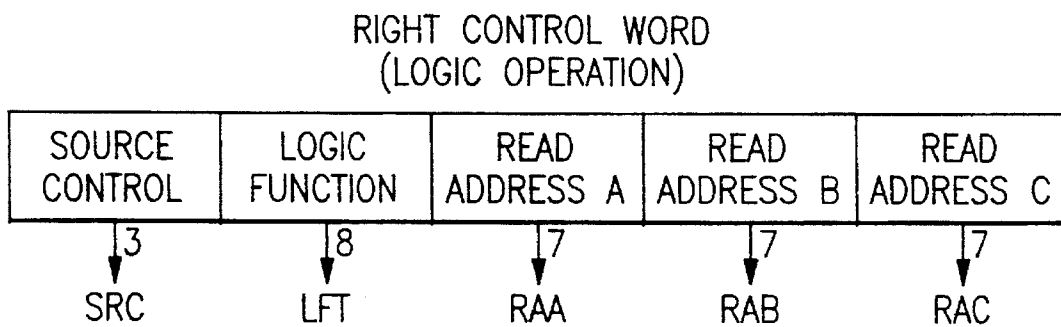 RIGHT CONTROL WORD
(LOGIC OPERATION)
SOURCE CONTROL
LOGIC FUNCTION
READ ADDRESS A
READ ADDRESS B
READ ADDRESS C
3 8 7 7 7
SRC LFT RAA RAB RAC